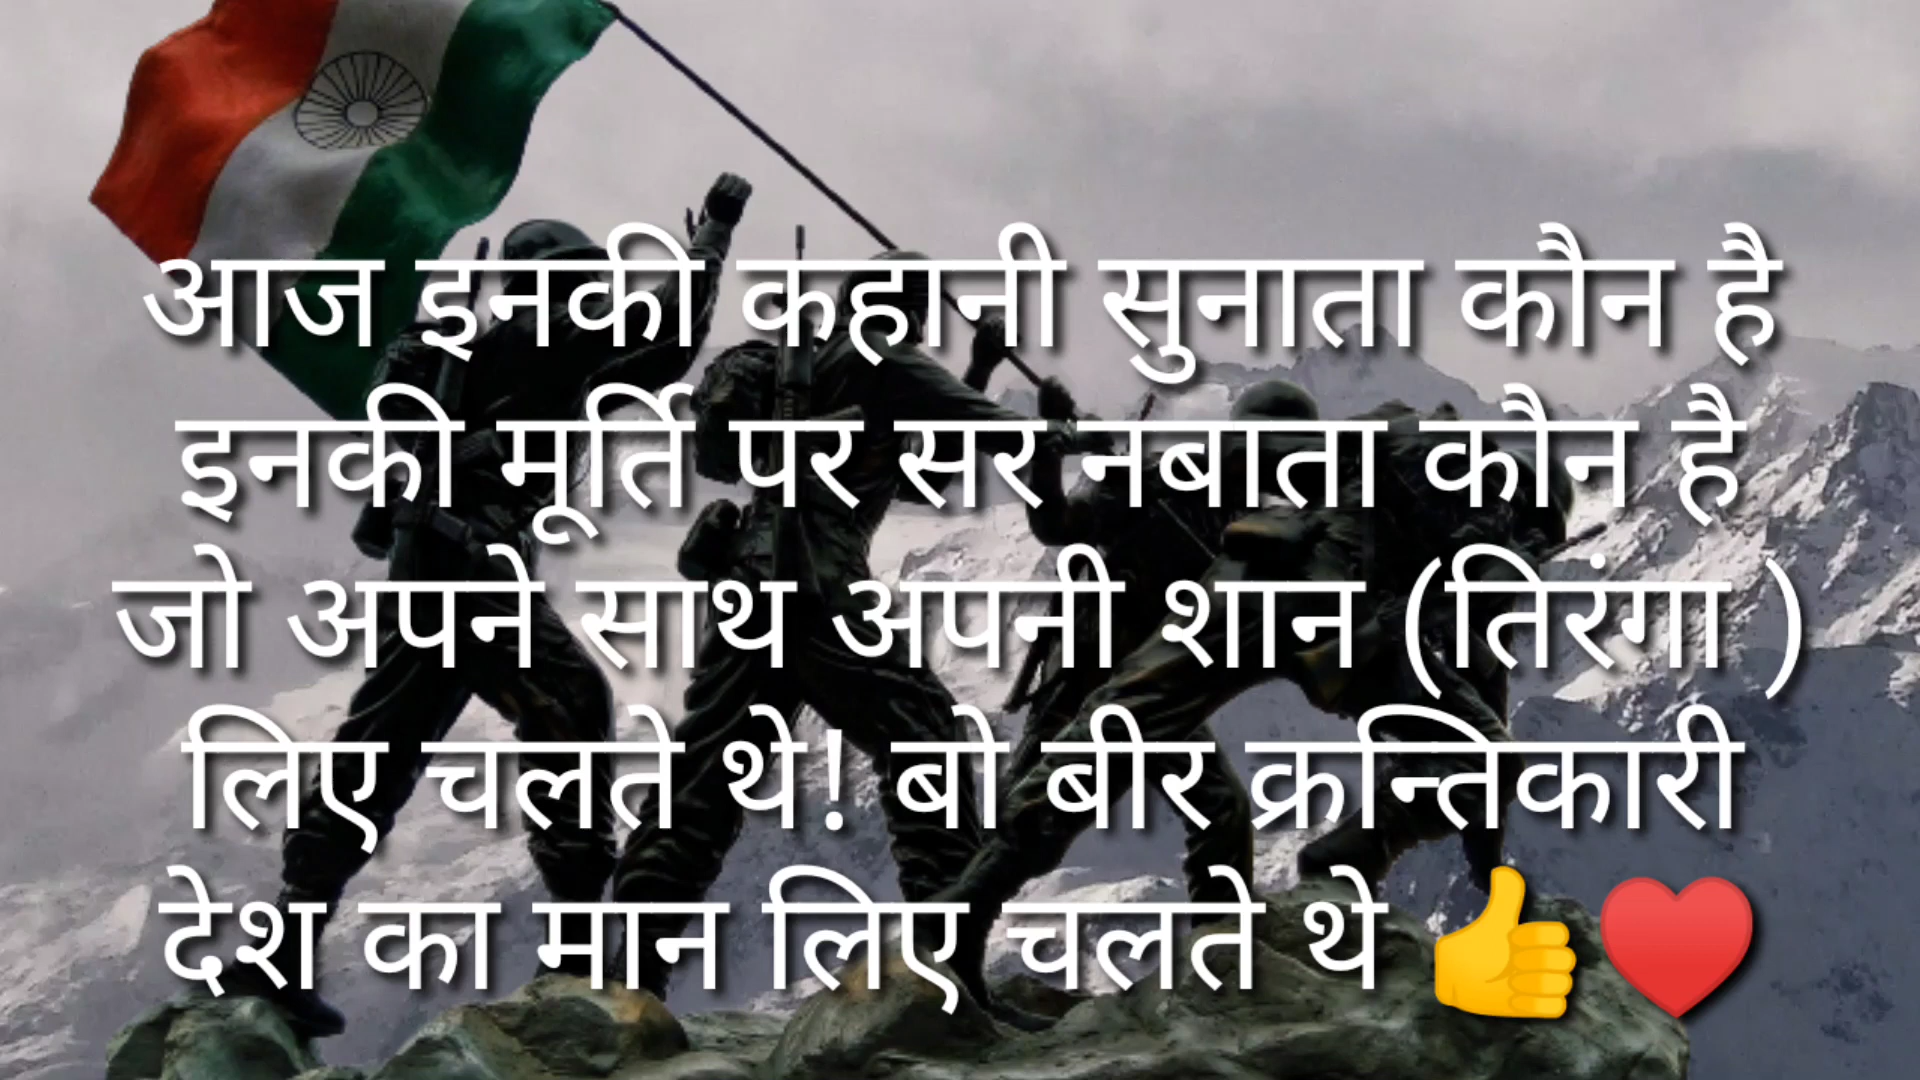 आज इनकी कहानी सुनाता कौन है
इनकी मूर्ति पर सर नबाता कौन है
जो अपने साथ अपनी शान (तिरंगा )
लिए चलते थे! बो बीर क्रन्तिकारी
देश का मान लिए चलते थे 👍♥️